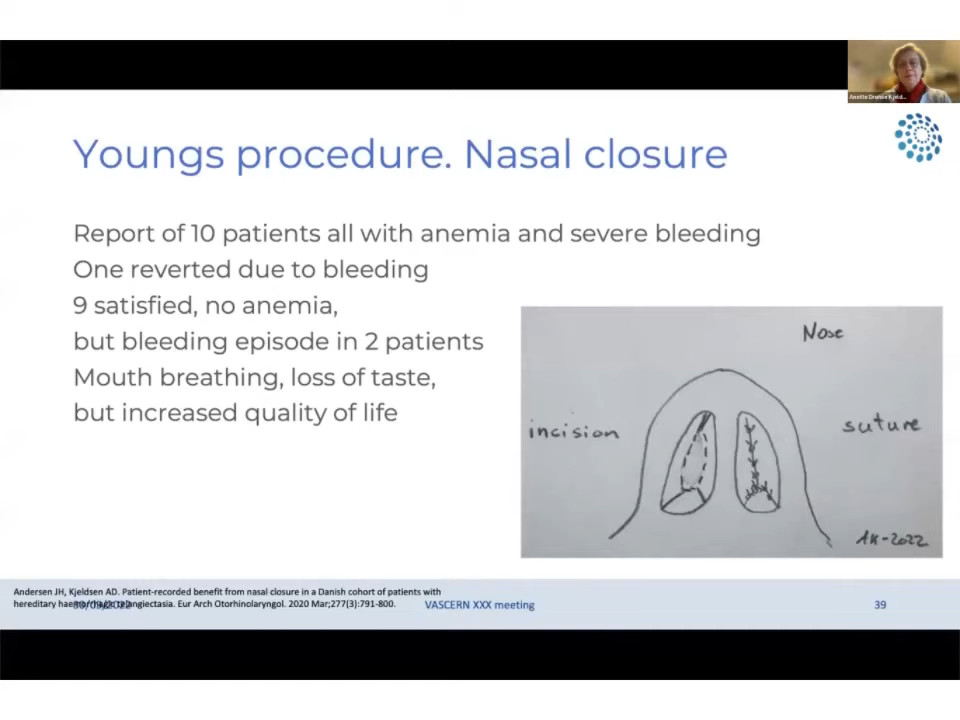 Anette Drøhse Kjeld...
Youngs procedure. Nasal closure
Report of 10 patients all with anemia and severe bleeding
One reverted due to bleeding
9 satisfied, no anemia,
but bleeding episode in 2 patients
Mouth breathing, loss of taste,
but increased quality of life
Nose
incision
suture
AK-2022
Andersen JH, Kjeldsen AD. Patient-recorded benefit from nasal closure in a Danish cohort of patients with
hereditary haemorrhagic telangiectasia. Eur Arch Otorhinolaryngol. 2020 Mar;277(3):791-800.
VASCERN XXX meeting
39